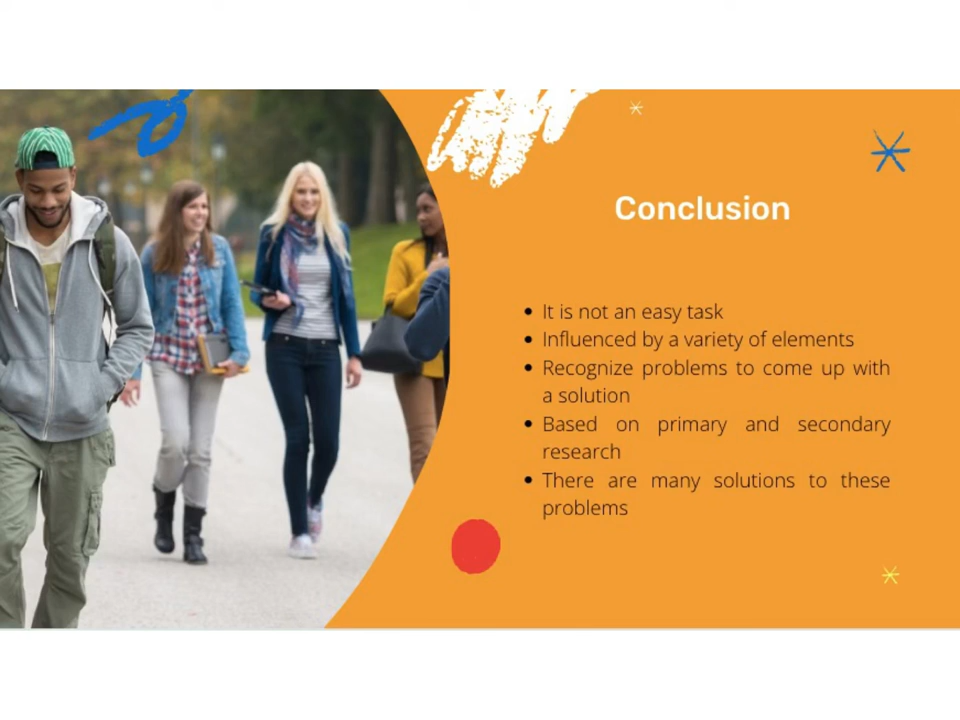 Conclusion
It is not an easy task
Influenced by a variety of elements
Recognize problems to come up with
a solution
Based on primary and secondary
research
There are many solutions to these
problems